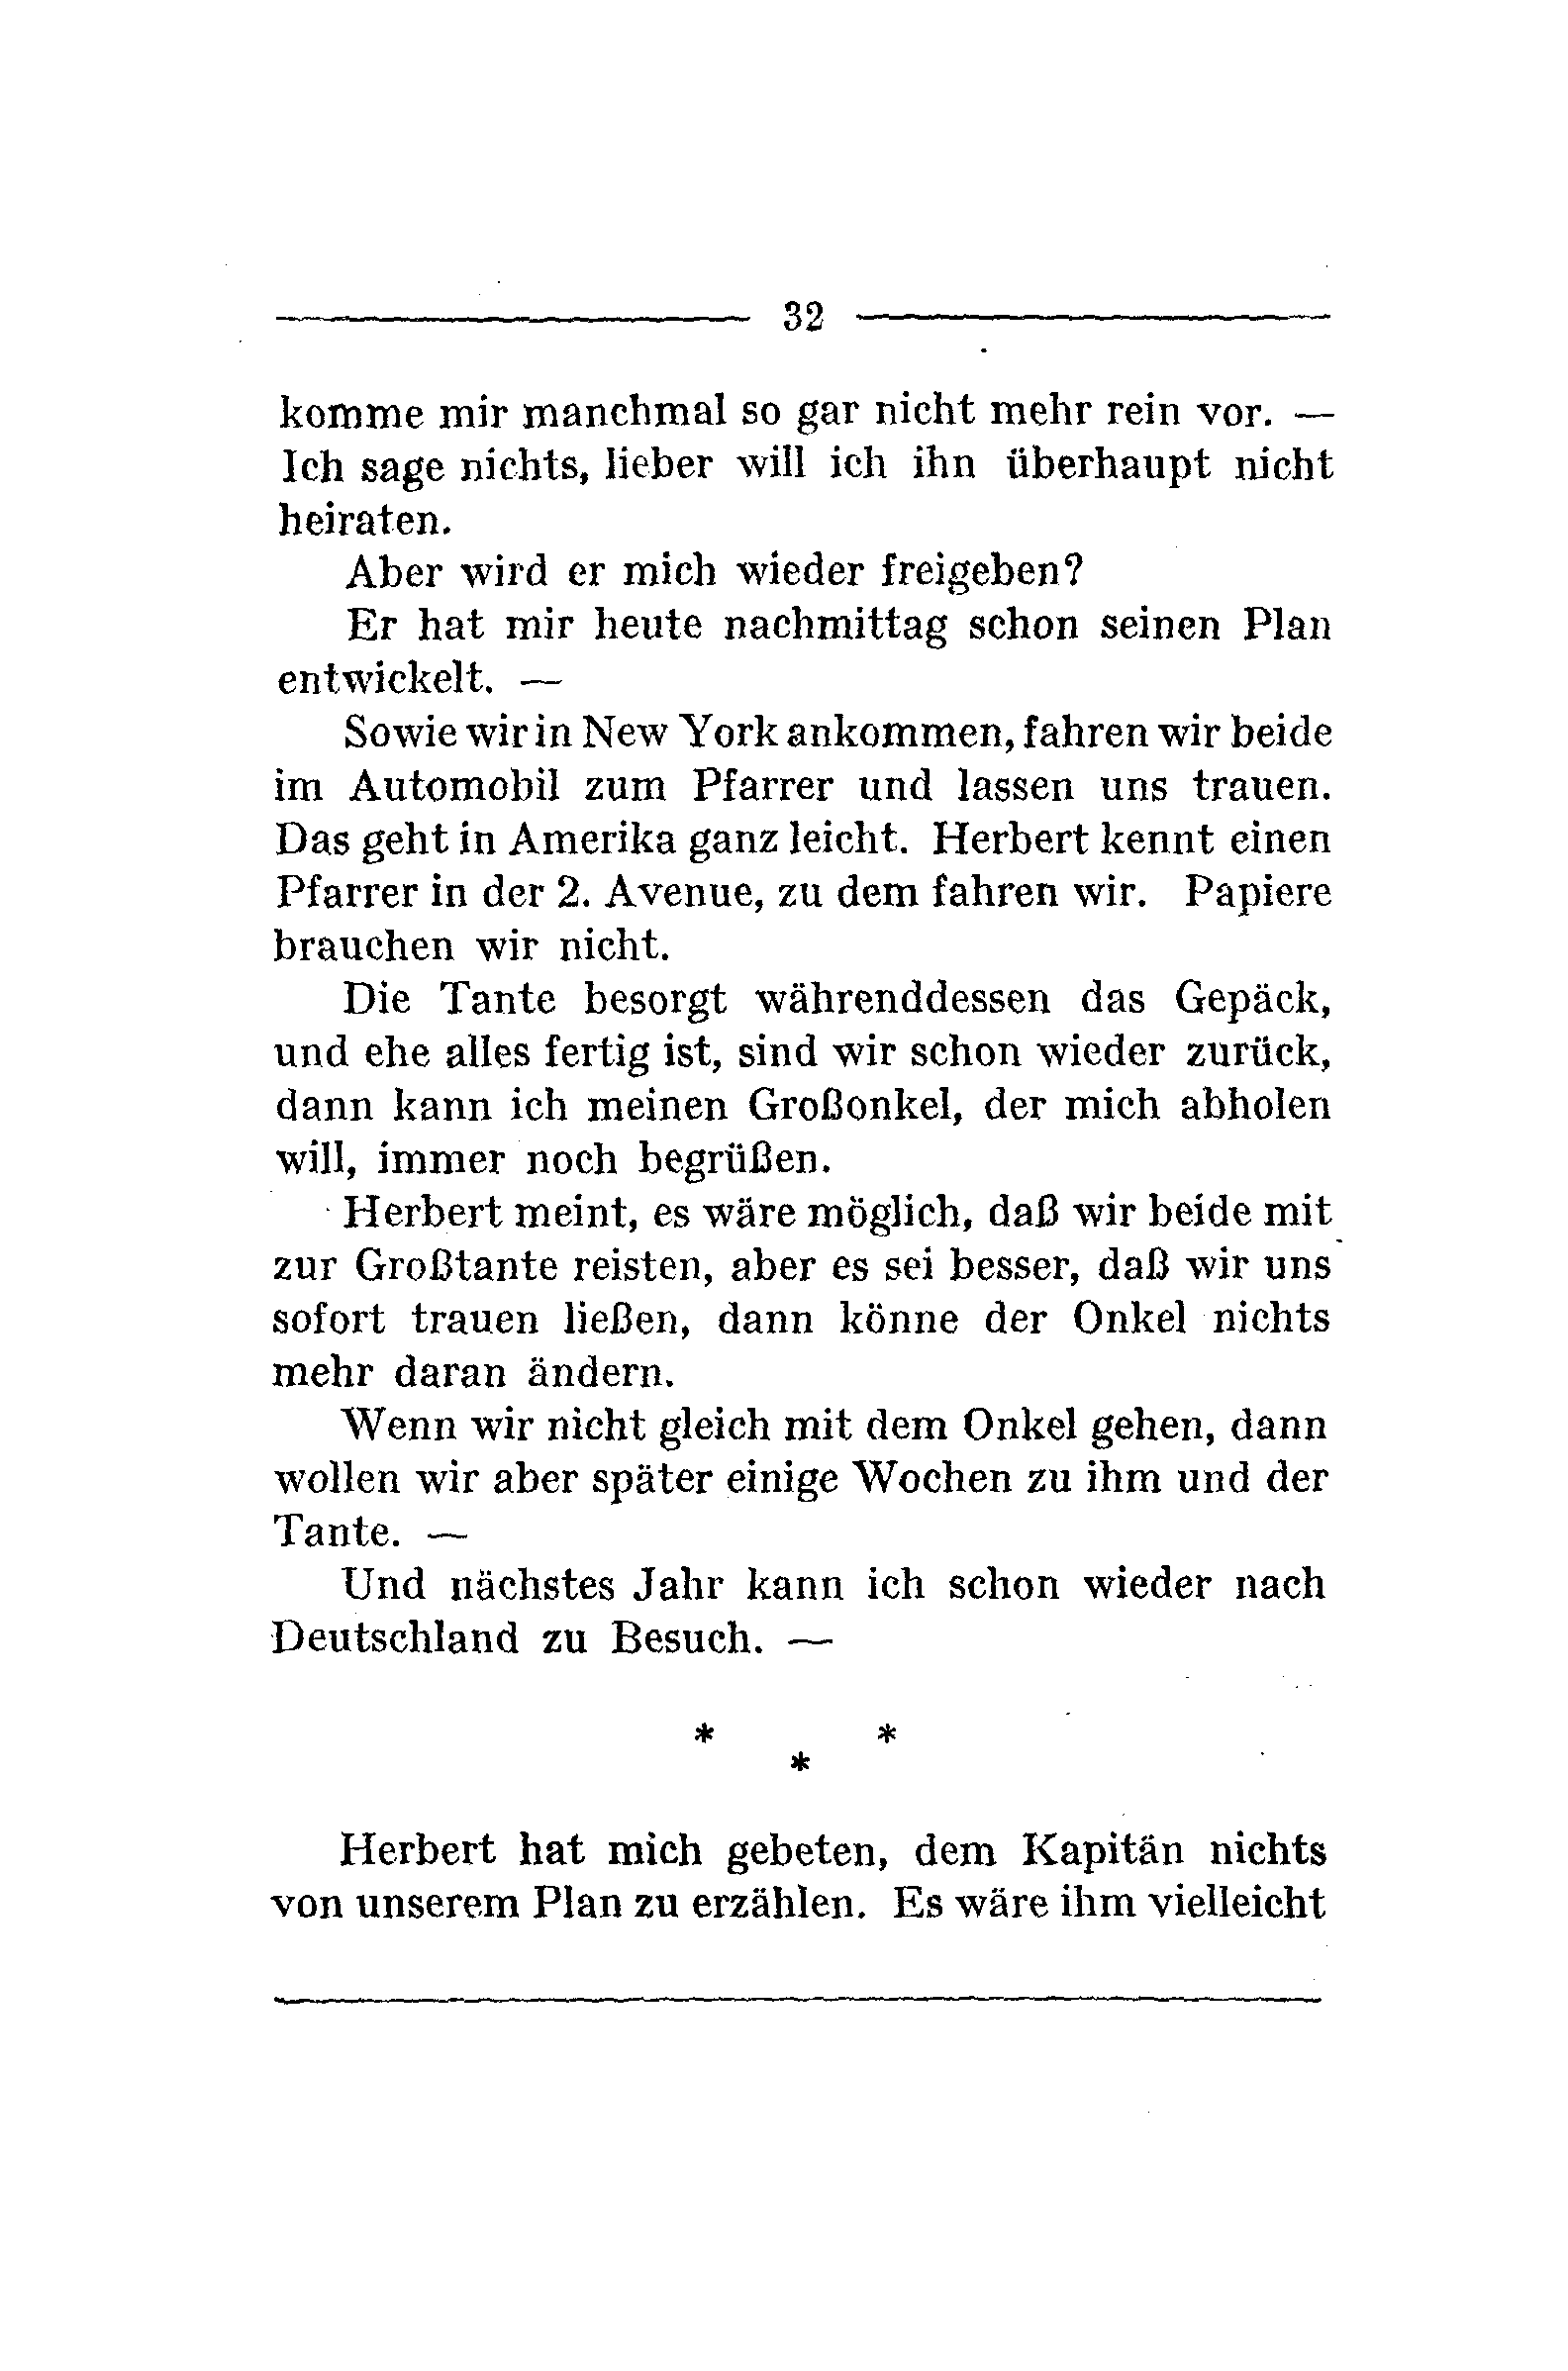 32
komme mir manchmal so gar nicht mehr rein vor. —
Ich sage nichts, lieber will ich ihn überhaupt nicht
heiraten.
Aber wird er mich wieder freigeben?
Er hat mir heute nachmittag schon seinen Plan
entwickelt. —
Sowie wir in New York ankommen, fahren wir beide
im Automobil zum Pfarrer und lassen uns trauen.
Das geht in Amerika ganz leicht. Herbert kennt einen
Pfarrer in der 2. Avenue, zu dem fahren wir. Papiere
brauchen wir nicht.
Die Tante besorgt währenddessen das Gepäck,
und ehe alles fertig ist, sind wir schon wieder zurück,
dann kann ich meinen Großonkel, der mich abholen
will, immer noch begrüßen.
Herbert meint, es wäre möglich, daß wir beide mit
zur Großtante reisten, aber es sei besser, daß wir uns
sofort trauen ließen, dann könne der Onkel nichts
mehr daran ändern.
Wenn wir nicht gleich mit dem Onkel gehen, dann
wollen wir aber später einige Wochen zu ihm und der
Tante. —
Und nächstes Jahr kann ich schon wieder nach
Deutschland zu Besuch. —
* *
*
Herbert hat mich gebeten, dem Kapitän nichts
von unserem Plan zu erzählen. Es wäre ihm vielleicht